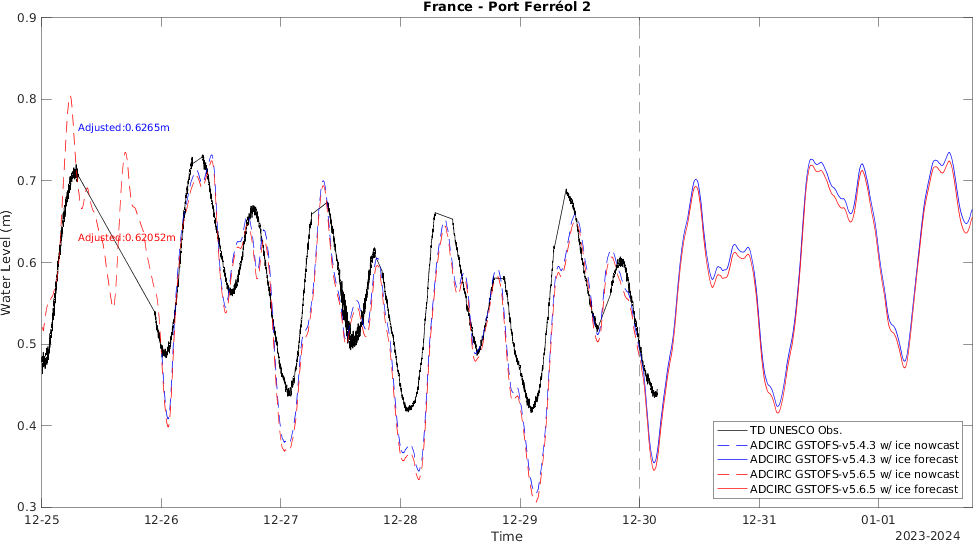 France - Port Ferréol 2
Water Level (m)
0.9
0.8
0.7
0.6
0.5
0.4
0.3
Adjusted:0.6265m
Adjusted:0.62052m
TD UNESCO Obs.
ADCIRC GSTOFS-v5.4.3 w/ ice nowcast
ADCIRC GSTOFS-v5.4.3 w/ ice forecast
ADCIRC GSTOFS-v5.6.5 w/ ice nowcast
ADCIRC GSTOFS-v5.6.5 w/ ice forecast
12-25 12-26 12-27 12-28 12-29 12-30 12-31 01-01
Time
2023-2024